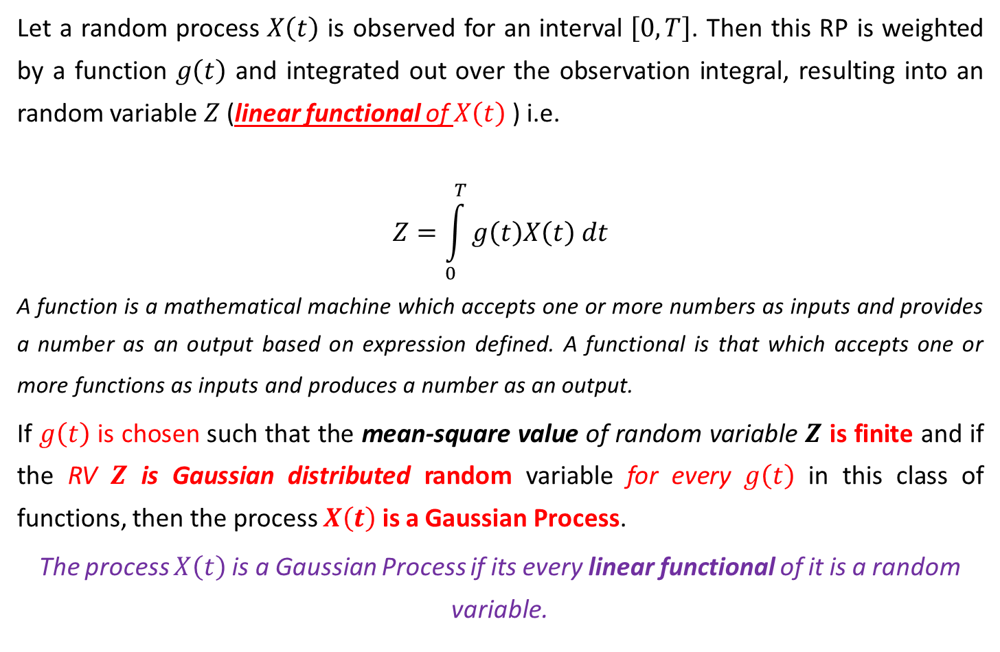 Let a random process X(t) is observed for an interval [0, T]. Then this RP is weighted
by a function g(t) and integrated out over the observation integral, resulting into an
random variable Z (linear functional of X(t) ) i.e.
Z = ∫₀ᵀ g(t)X(t) dt
A function is a mathematical machine which accepts one or more numbers as inputs and provides
a number as an output based on expression defined. A functional is that which accepts one or
more functions as inputs and produces a number as an output.
If g(t) is chosen such that the mean-square value of random variable Z is finite and if
the RV Z is Gaussian distributed random variable for every g(t) in this class of
functions, then the process X(t) is a Gaussian Process.
The process X(t) is a Gaussian Process if its every linear functional of it is a random
variable.